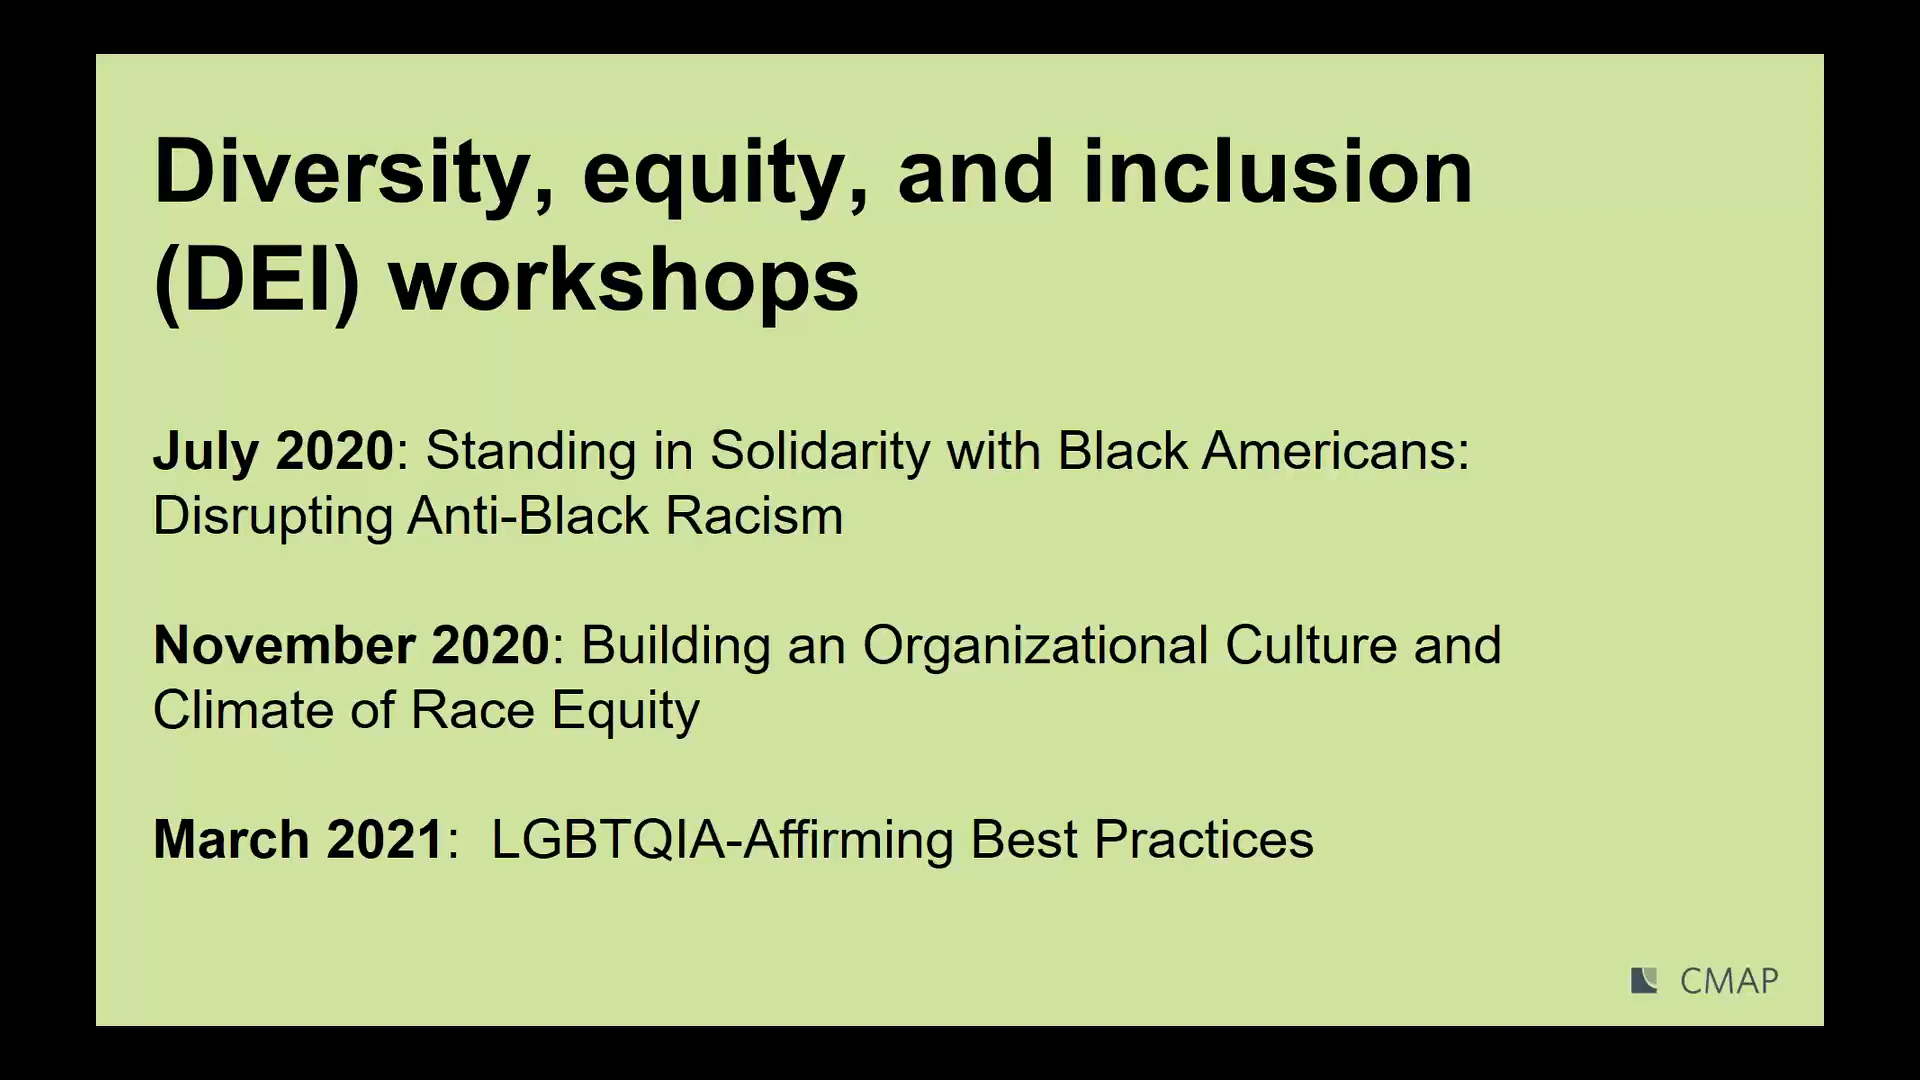 Diversity, equity, and inclusion
(DEI) workshops
July 2020: Standing in Solidarity with Black Americans:
Disrupting Anti-Black Racism
November 2020: Building an Organizational Culture and
Climate of Race Equity
March 2021:  LGBTQIA-Affirming Best Practices
CMAP